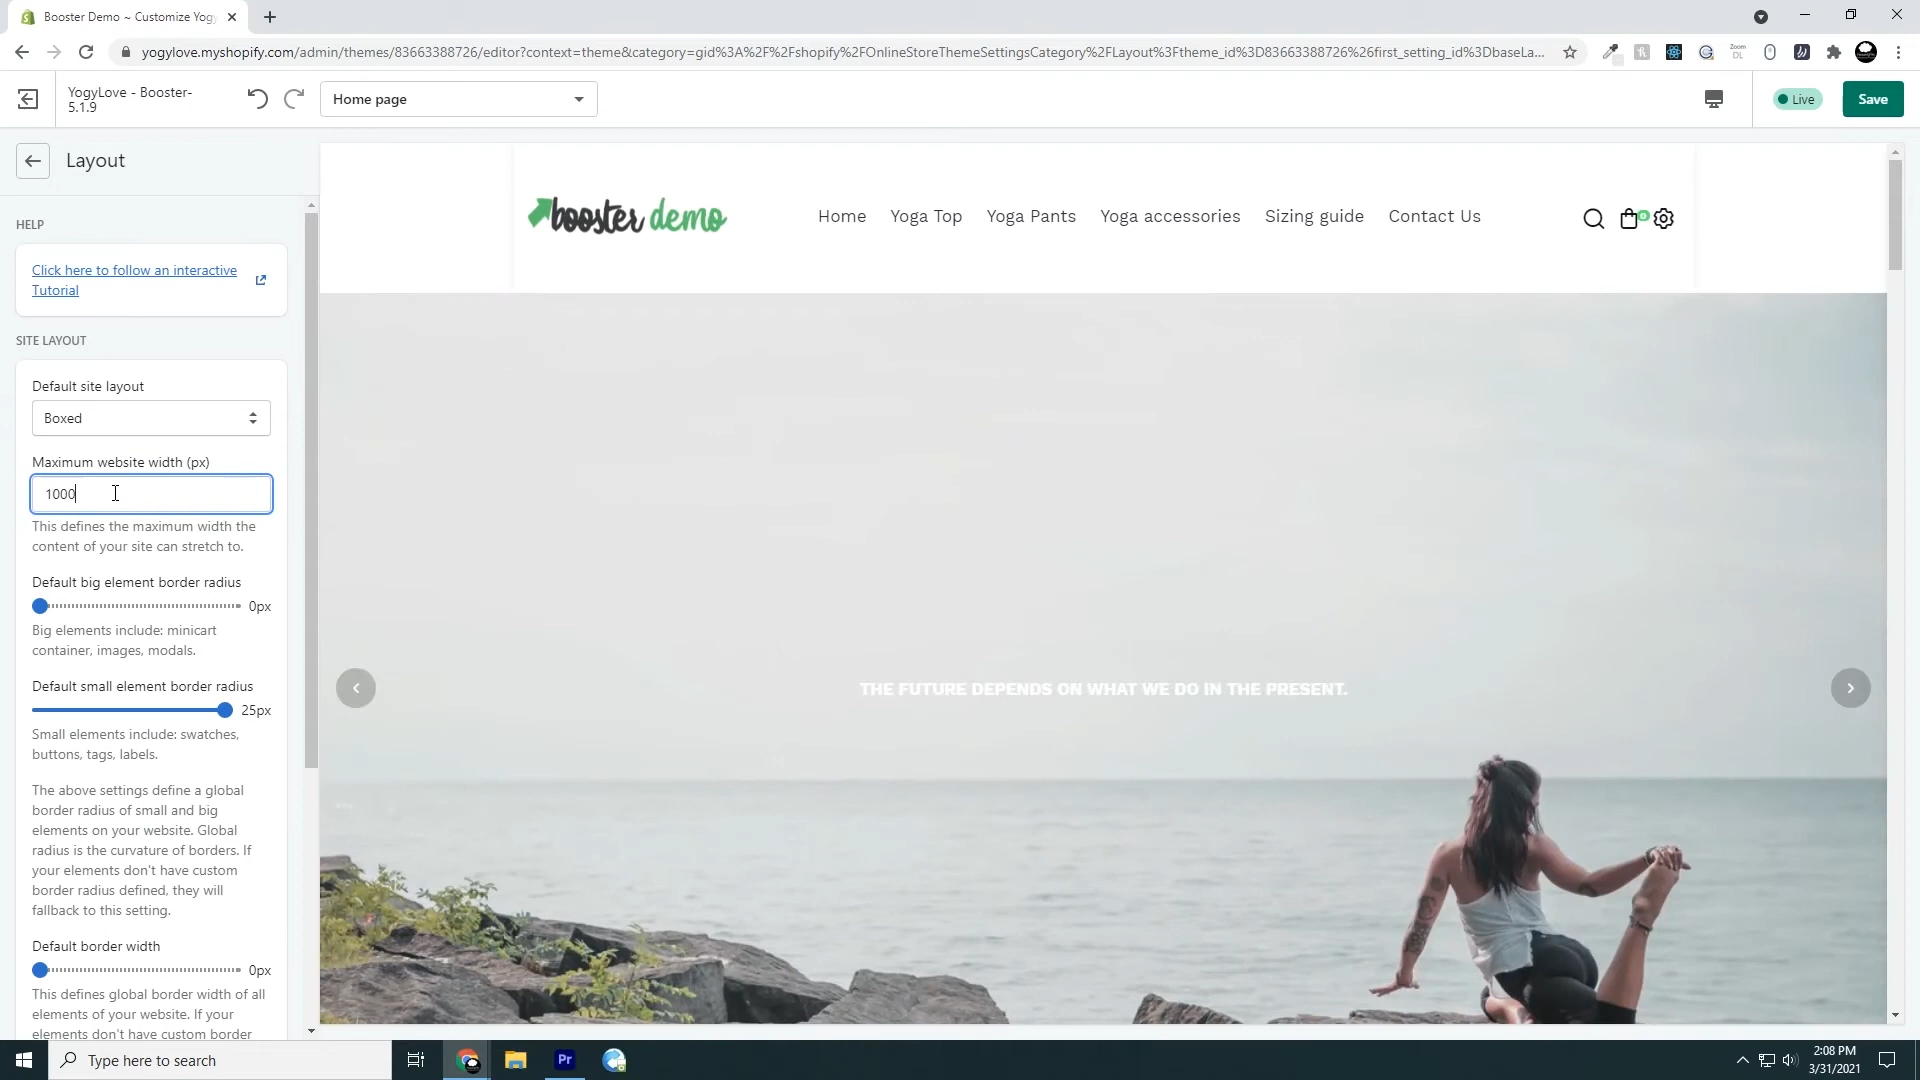 Booster Demo ~ Customize Yogy
yogylove.myshopify.com/admin/themes/83663388726/editor?context=theme&category=gid%3A%2F%2Fshopify%2FOnlineStoreThemeSettingsCategory%2FLayout%3Ftheme_id%3D83663388726%26first_setting_id%3DbaseLa...
Zoom
DL
YogyLove - Booster-
5.1.9
Home page
Live
Save
Layout
HELP
Click here to follow an interactive
Tutorial
SITE LAYOUT
Default site layout
Boxed
Maximum website width (px)
1000
This defines the maximum width the
content of your site can stretch to.
Default big element border radius
0px
Big elements include: minicart
container, images, modals.
Default small element border radius
25px
Small elements include: swatches,
buttons, tags, labels.
The above settings define a global
border radius of small and big
elements on your website. Global
radius is the curvature of borders. If
your elements don't have custom
border radius defined, they will
fallback to this setting.
Default border width
0px
This defines global border width of all
elements of your website. If your
elements don't have custom border
booster demo
Home
Yoga Top
Yoga Pants
Yoga accessories
Sizing guide
Contact Us
0
THE FUTURE DEPENDS ON WHAT WE DO IN THE PRESENT.
Type here to search
Pr
2:08 PM
3/31/2021